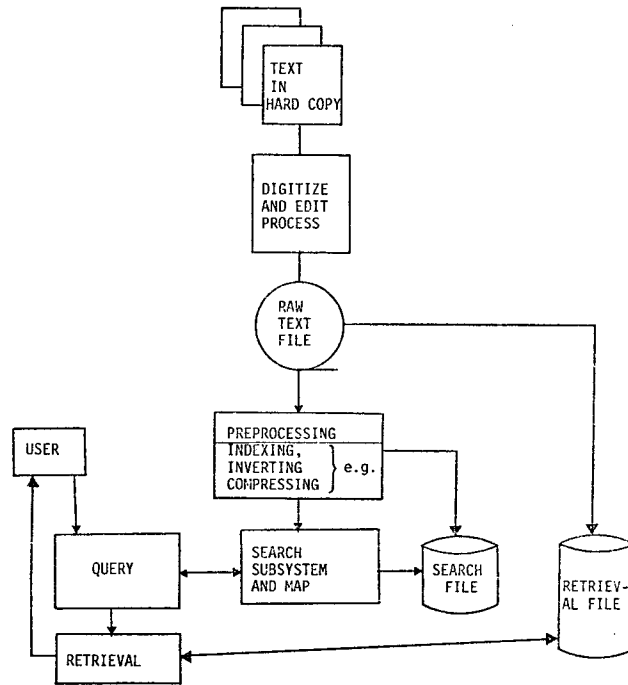 TEXT
IN
HARD COPY
DIGITIZE
AND EDIT
PROCESS
RAW
TEXT
FILE
PREPROCESSING
INDEXING,
INVERTING
COMPRESSING
e.g.
USER
QUERY
SEARCH
SUBSYSTEM
AND MAP
SEARCH
FILE
RETRIEV-
AL FILE
RETRIEVAL